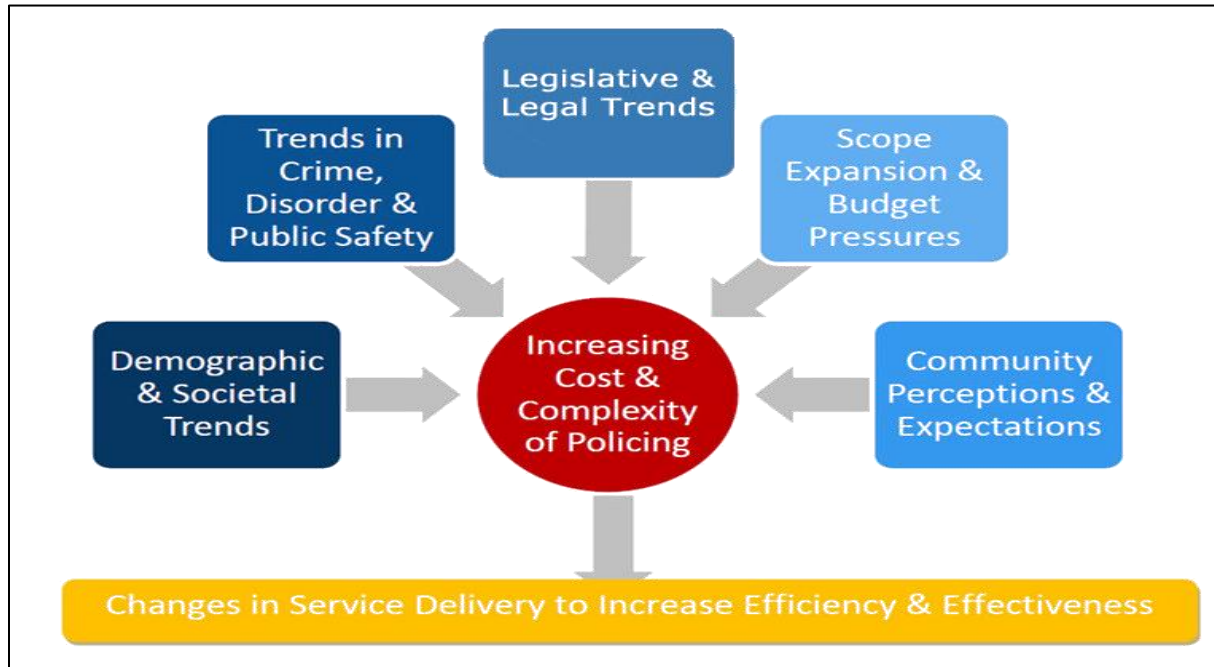 Legislative &
Legal Trends
Trends in
Crime,
Disorder &
Public Safety
Scope
Expansion &
Budget
Pressures
Demographic
& Societal
Trends
Increasing
Cost &
Complexity
of Policing
Community
Perceptions &
Expectations
Changes in Service Delivery to Increase Efficiency & Effectiveness